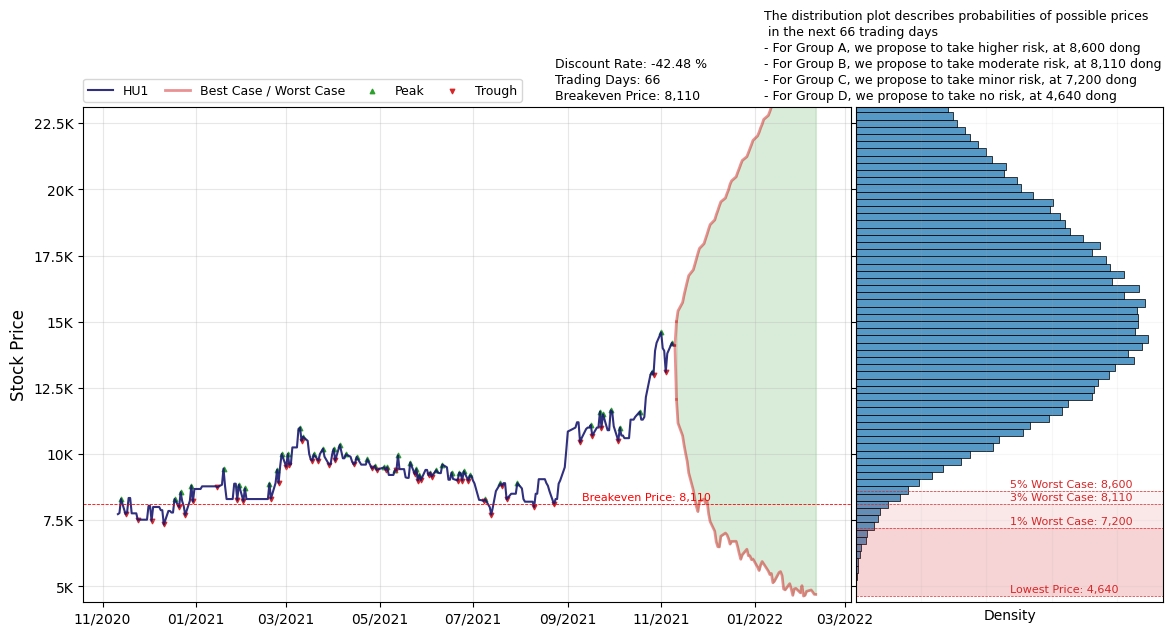 The distribution plot describes probabilities of possible prices
in the next 66 trading days
- For Group A, we propose to take higher risk, at 8,600 dong
- For Group B, we propose to take moderate risk, at 8,110 dong
- For Group C, we propose to take minor risk, at 7,200 dong
- For Group D, we propose to take no risk, at 4,640 dong
Discount Rate: -42.48 %
Trading Days: 66
Breakeven Price: 8,110
HU1
Best Case / Worst Case
Peak
Trough
Stock Price
22.5K
20K
17.5K
15K
12.5K
10K
7.5K
5K
Breakeven Price: 8,110
5% Worst Case: 8,600
3% Worst Case: 8,110
1% Worst Case: 7,200
Lowest Price: 4,640
11/2020
01/2021
03/2021
05/2021
07/2021
09/2021
11/2021
01/2022
03/2022
Density